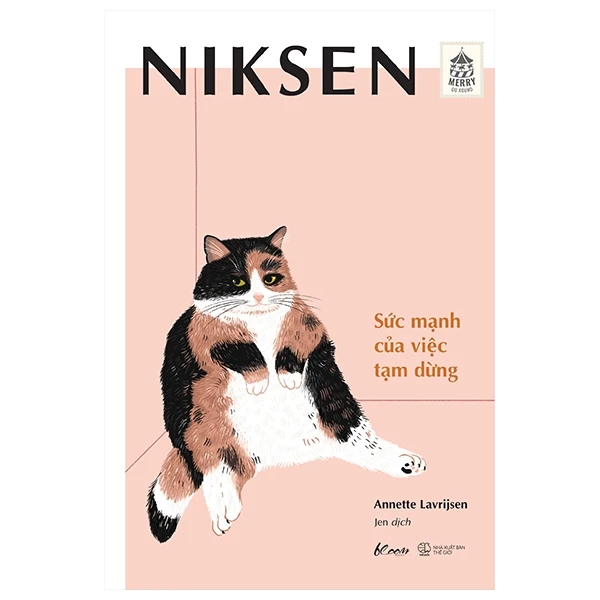 NIKSEN
MERRY
GO ROUND
Sức mạnh
của việc
tạm dừng
Annette Lavrijsen
Jen dịch
bloom
NHÀ XUẤT BẢN
THẾ GIỚI